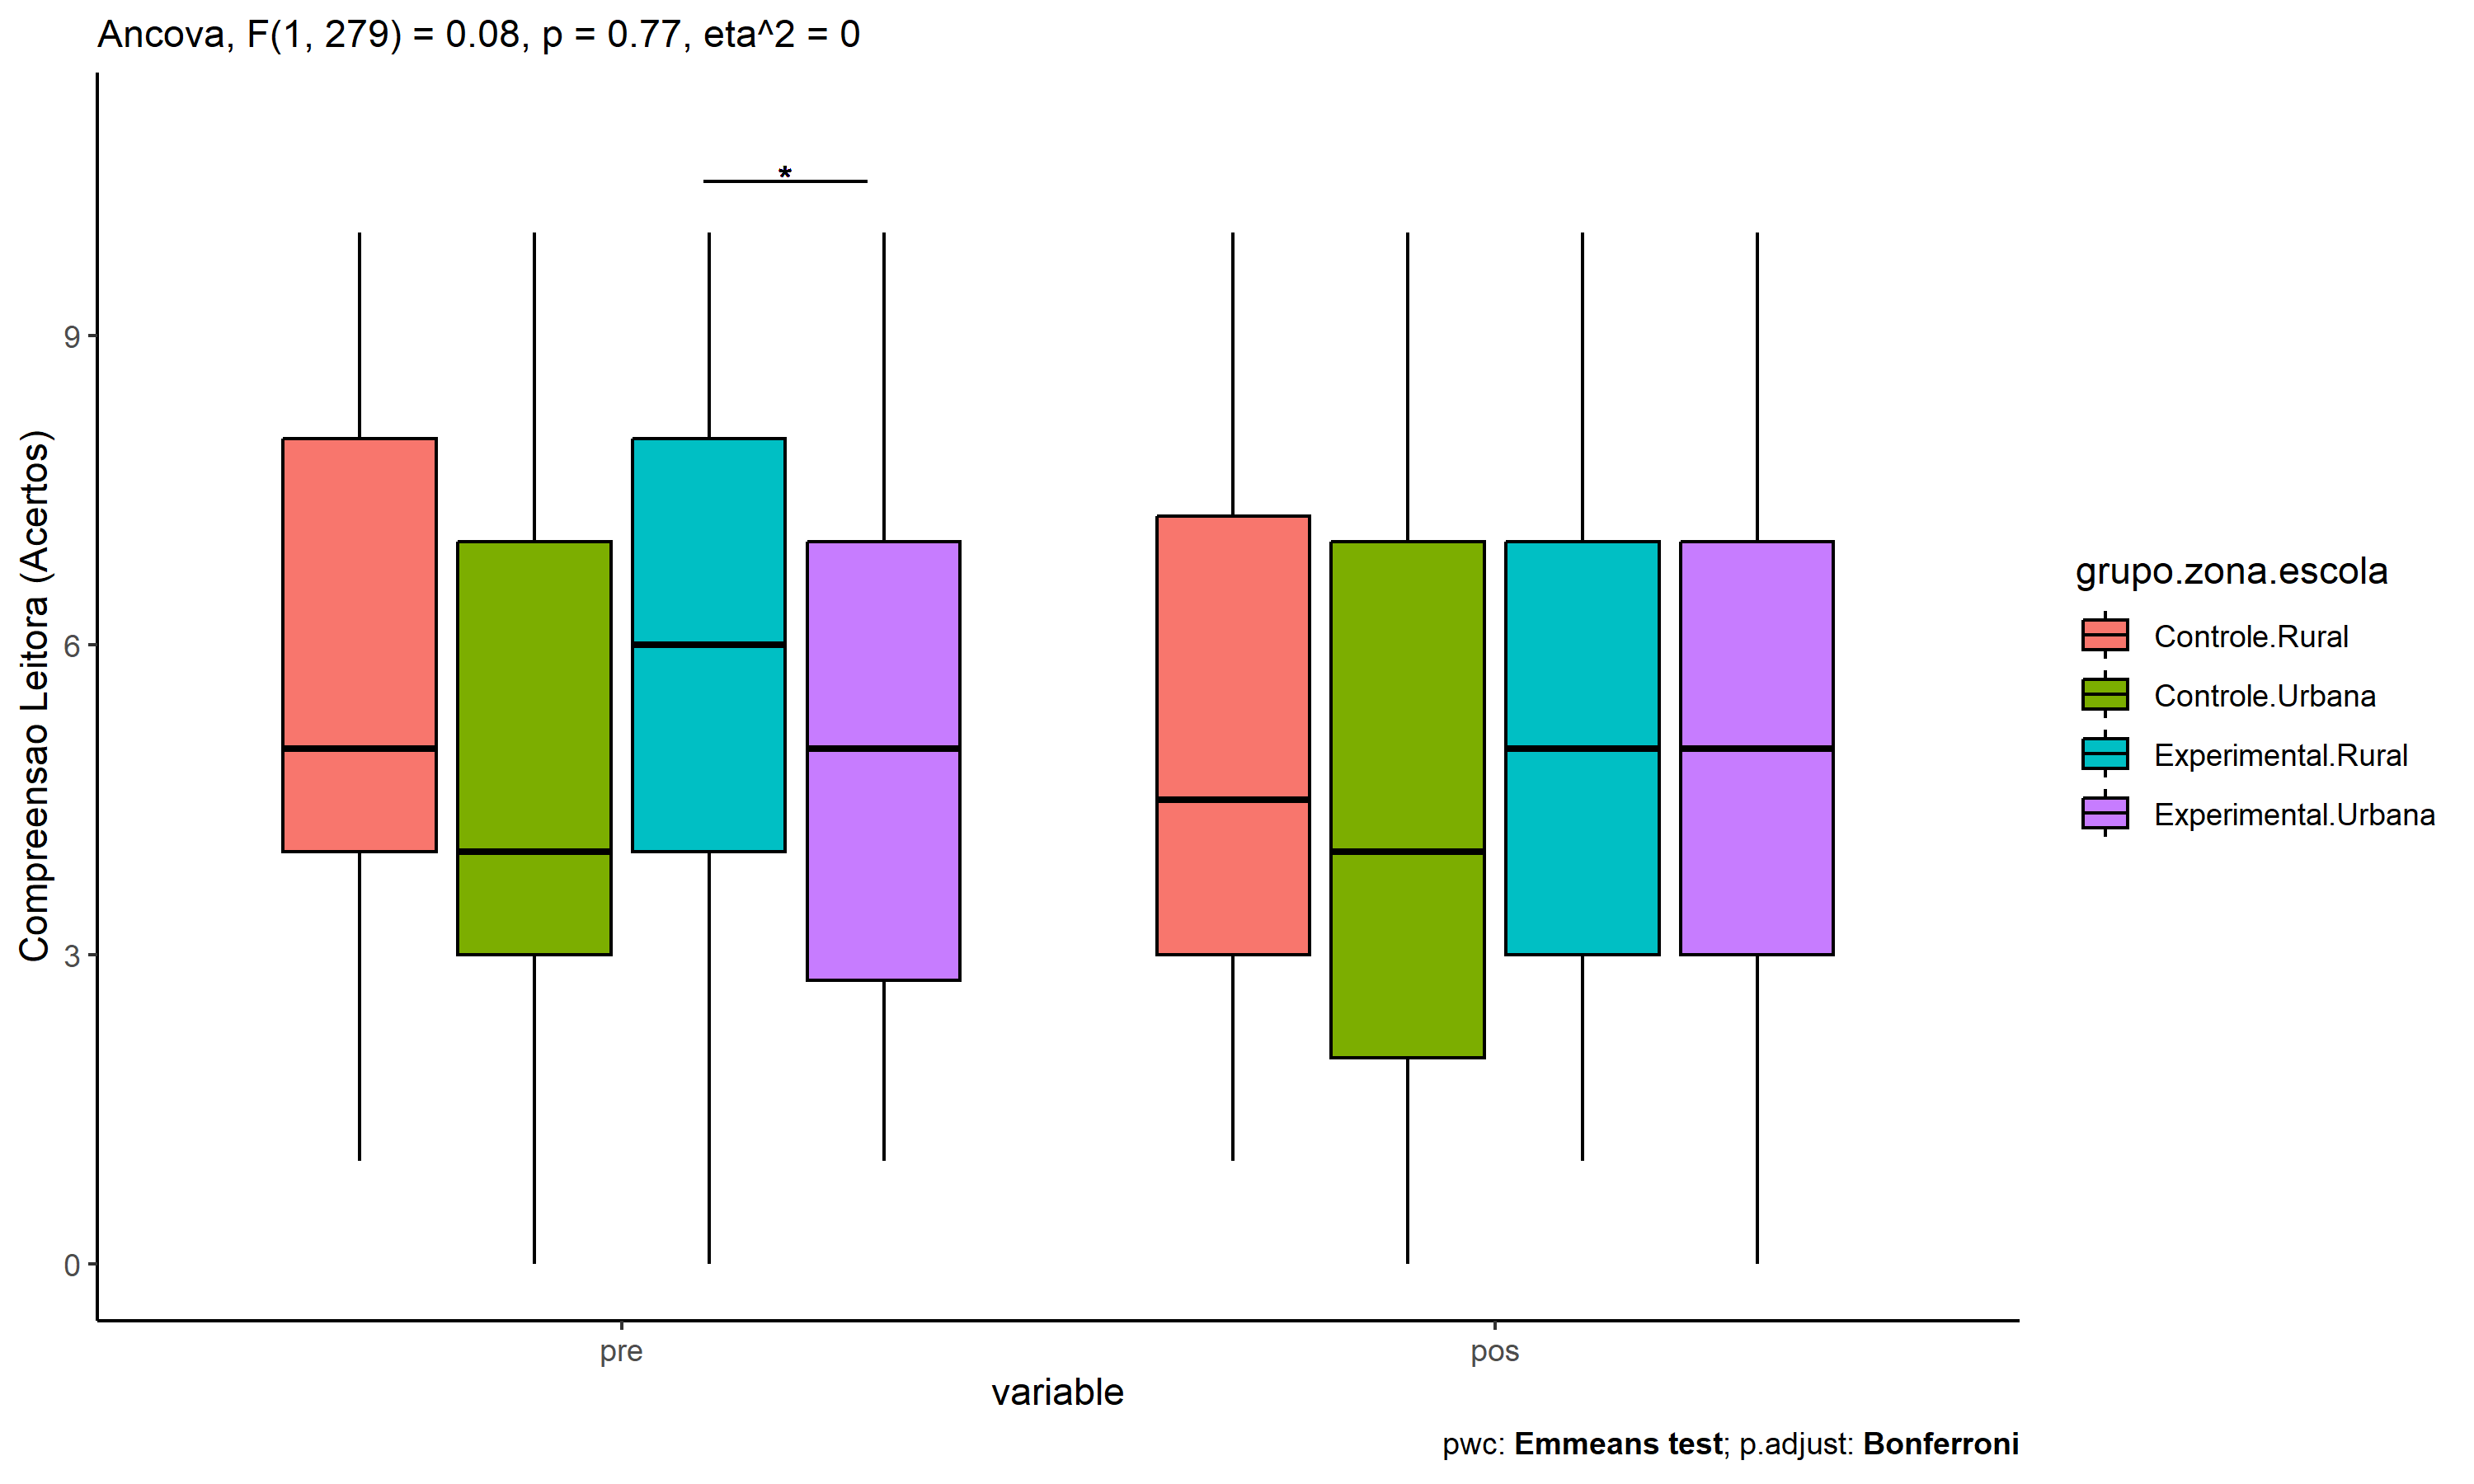 Ancova, F(1, 279) = 0.08, p = 0.77, eta^2 = 0
*
Compreensao Leitora (Acertos)
9
6
3
0
pre
pos
variable
grupo.zona.escola
Controle.Rural
Controle.Urbana
Experimental.Rural
Experimental.Urbana
pwc: Emmeans test; p.adjust: Bonferroni